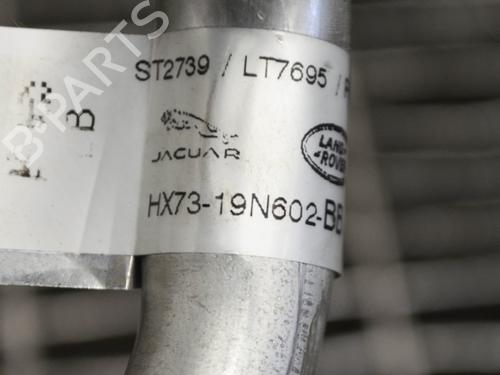 ST2739 / LT7695 /
JAGUAR
LAND
ROVER
HX73-19N602-BB
B
B-PARTS